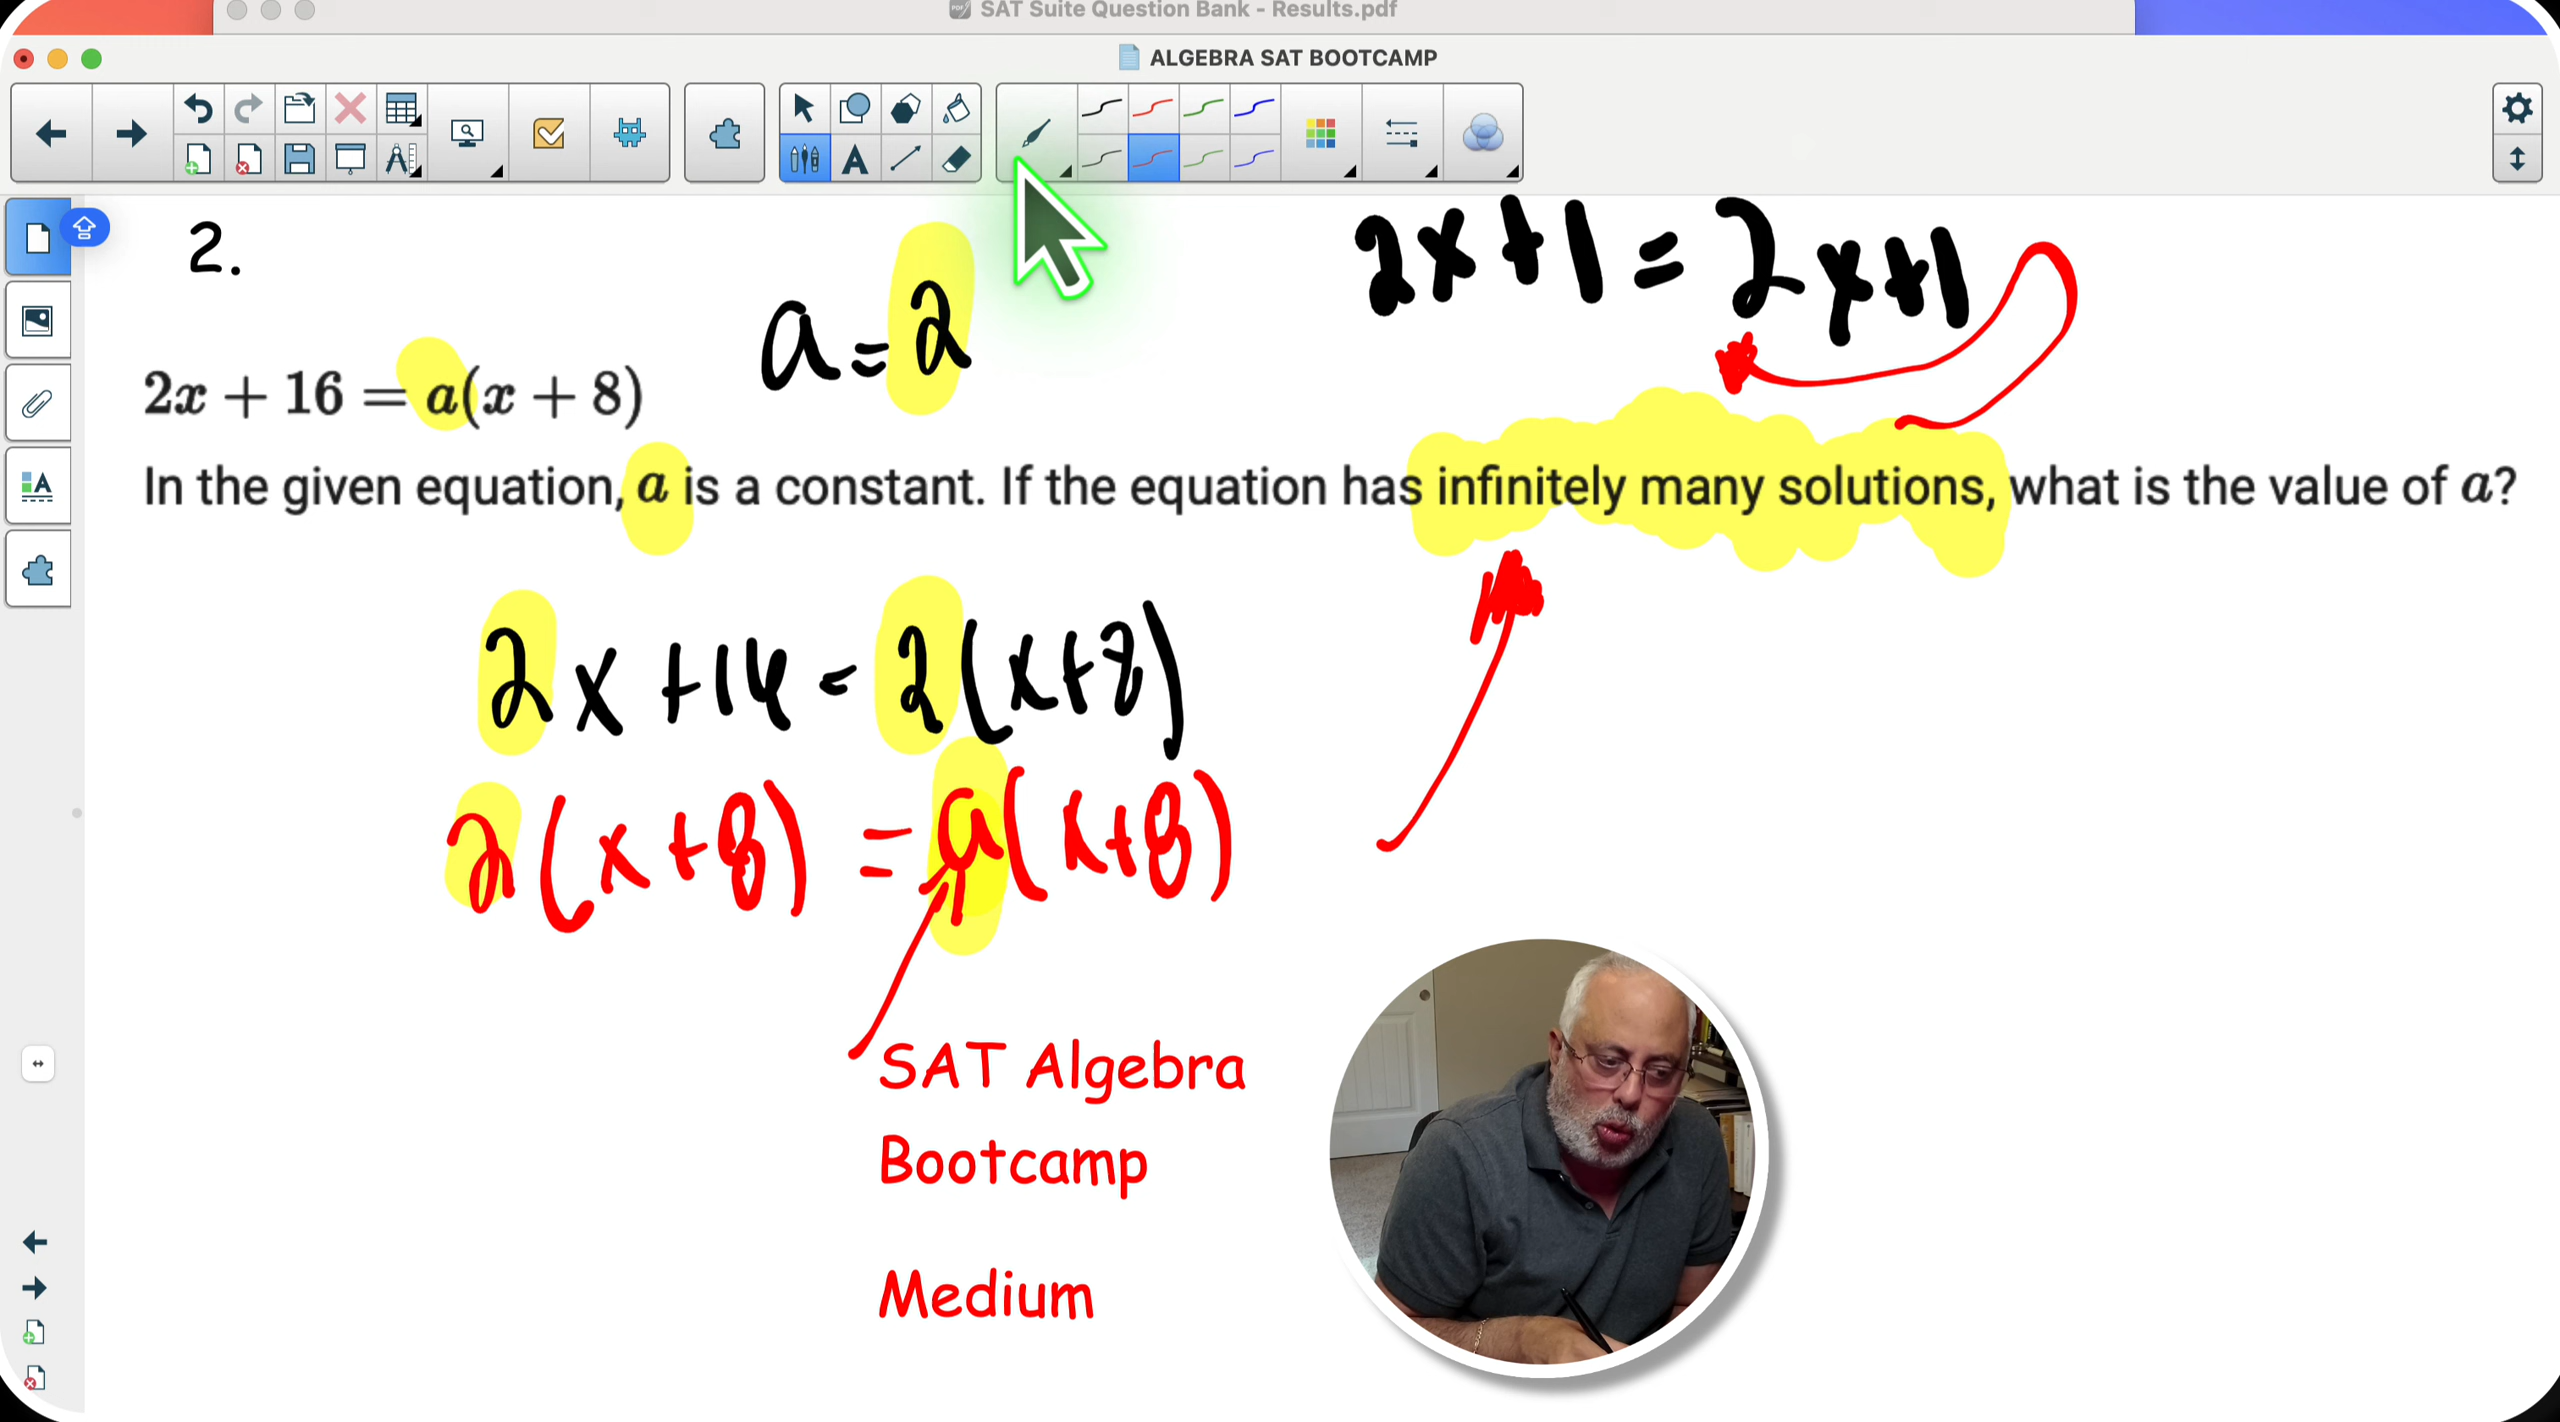 SAT Suite Question Bank - Results.pdf
ALGEBRA SAT BOOTCAMP
2.
a = 2
2x+1 = 2x+1
2x + 16 = a(x + 8)
In the given equation, a is a constant. If the equation has infinitely many solutions, what is the value of a?
2x + 16 = 2(x+8)
2(x+8) = a(x+8)
SAT Algebra
Bootcamp
Medium